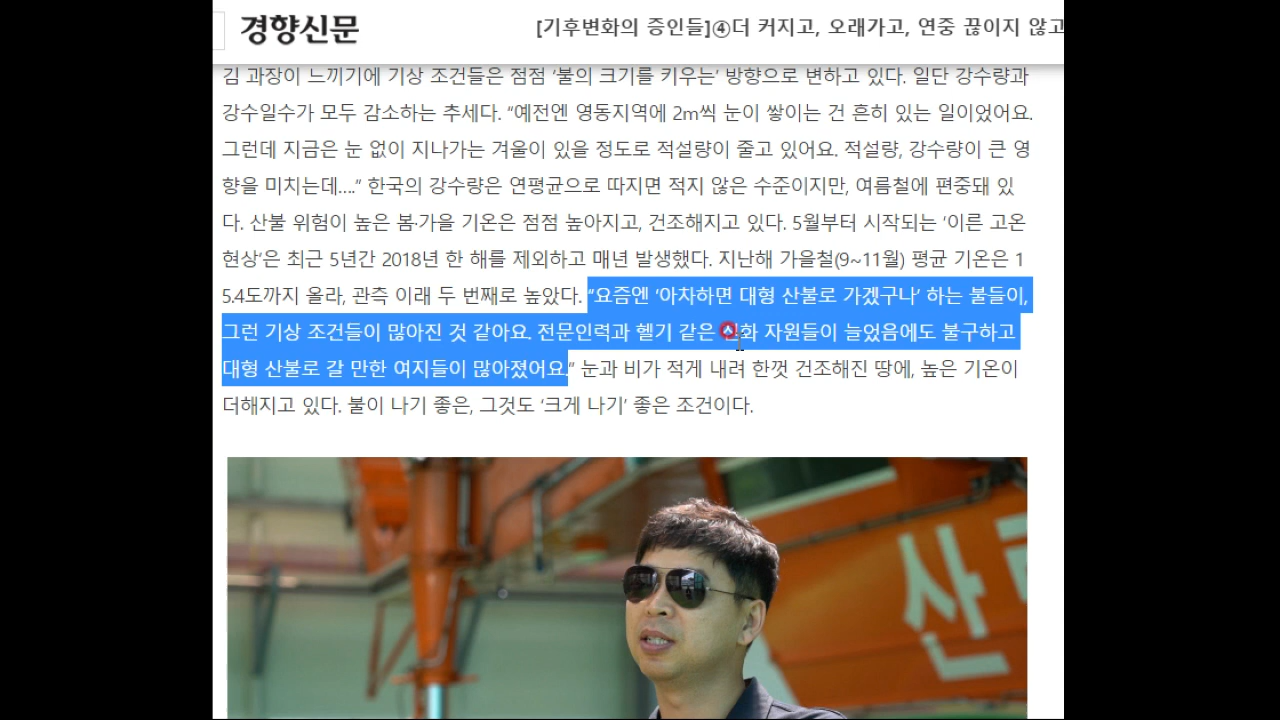 경향신문
[기후변화의 증인들]④더 커지고, 오래가고, 연중 끊이지 않고
김 과장이 느끼기에 기상 조건들은 점점 ‘불의 크기를 키우는’ 방향으로 변하고 있다. 일단 강수량과
강수일수가 모두 감소하는 추세다. “예전엔 영동지역에 2m씩 눈이 쌓이는 건 흔히 있는 일이었어요.
그런데 지금은 눈 없이 지나가는 겨울이 있을 정도로 적설량이 줄고 있어요. 적설량, 강수량이 큰 영
향을 미치는데….” 한국의 강수량은 연평균으로 따지면 적지 않은 수준이지만, 여름철에 편중돼 있
다. 산불 위험이 높은 봄·가을 기온은 점점 높아지고, 건조해지고 있다. 5월부터 시작되는 ‘이른 고온
현상’은 최근 5년간 2018년 한 해를 제외하고 매년 발생했다. 지난해 가을철(9~11월) 평균 기온은 1
5.4도까지 올라, 관측 이래 두 번째로 높았다. “요즘엔 ‘아차하면 대형 산불로 가겠구나’ 하는 불들이,
그런 기상 조건들이 많아진 것 같아요. 전문인력과 헬기 같은 진화 자원들이 늘었음에도 불구하고
대형 산불로 갈 만한 여지들이 많아졌어요.” 눈과 비가 적게 내려 한껏 건조해진 땅에, 높은 기온이
더해지고 있다. 불이 나기 좋은, 그것도 ‘크게 나기’ 좋은 조건이다.
산